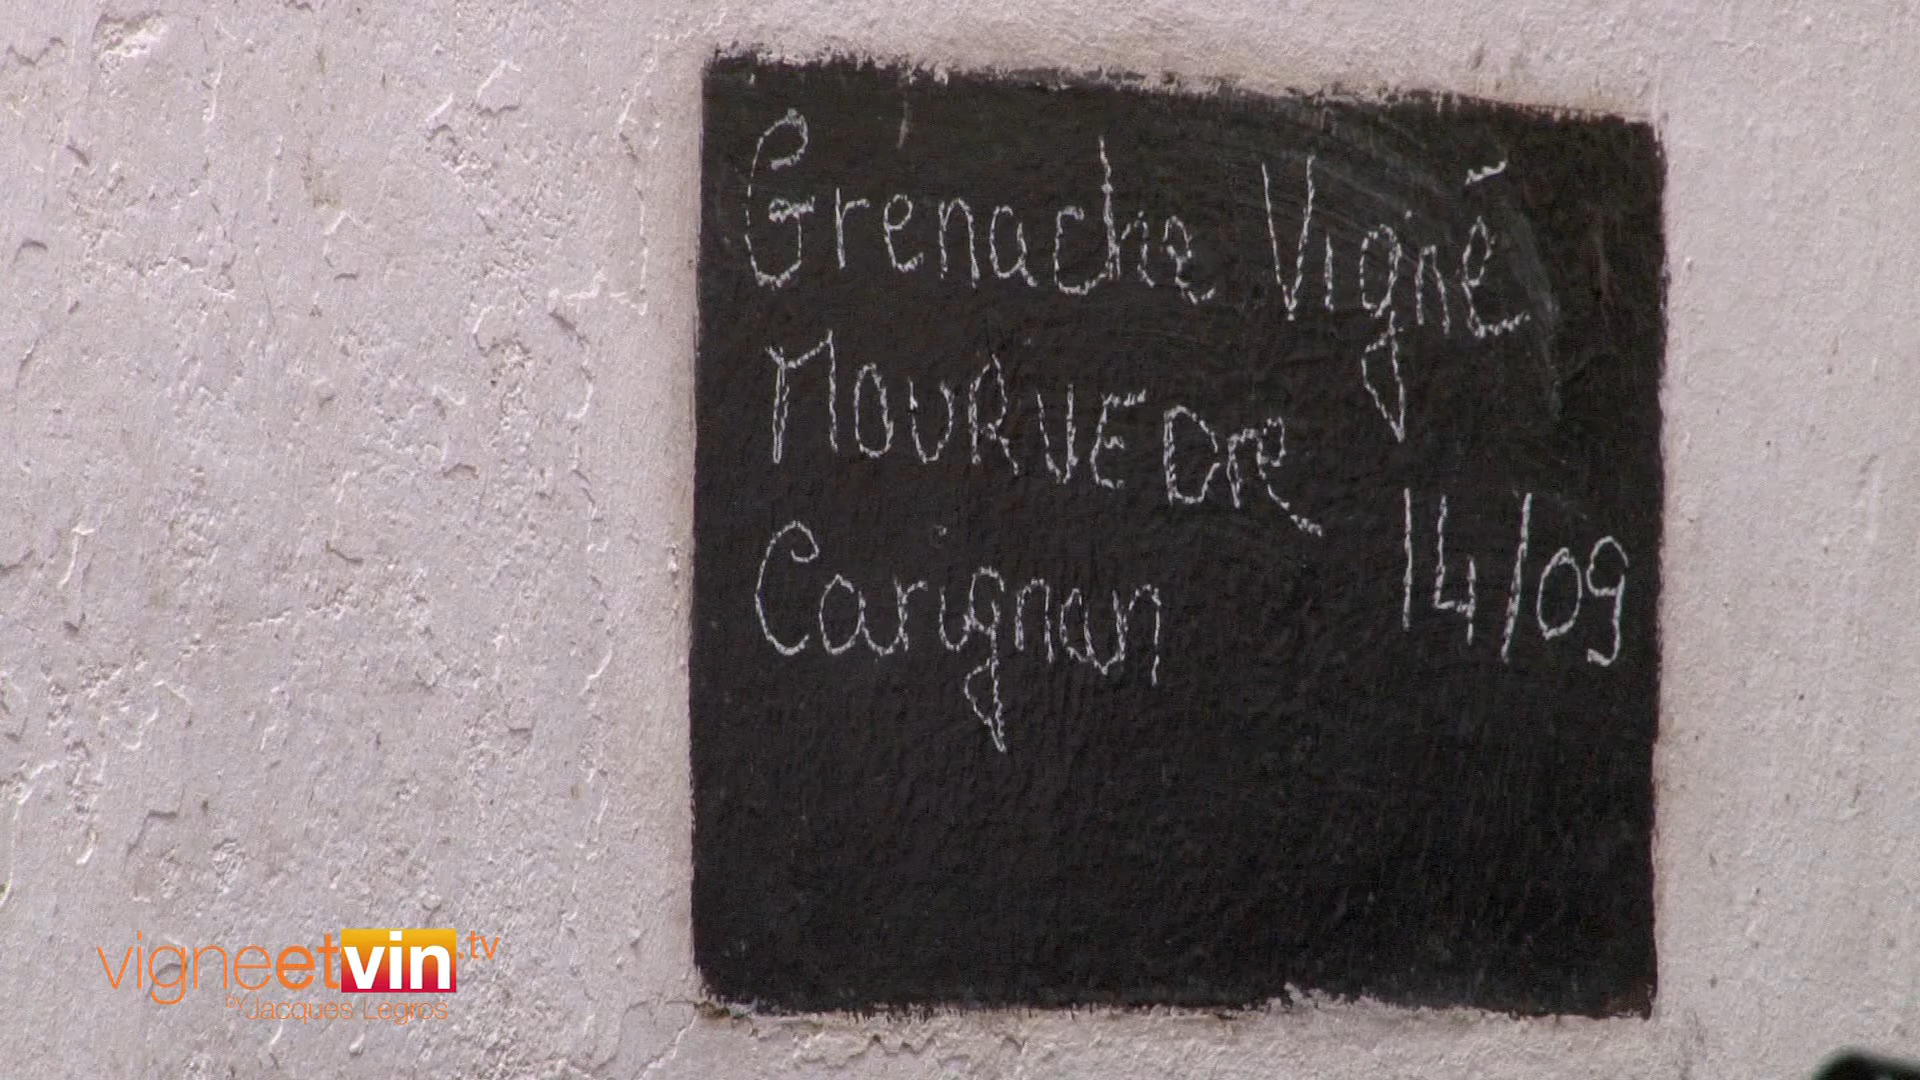 Grenache Vigné
MOURVEDre
Carignan 14/09
vigneetvin.tv
by Jacques Legros